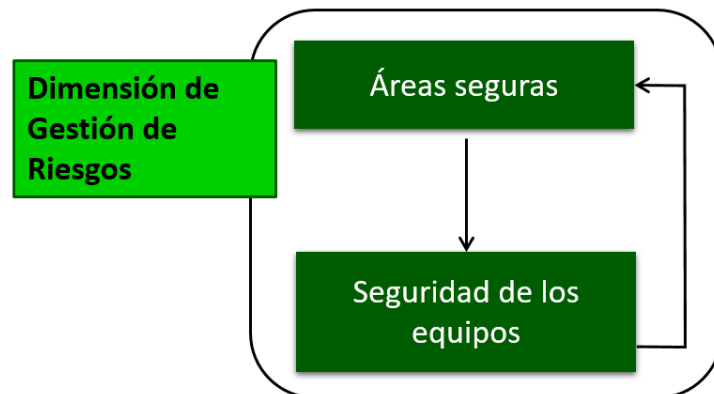 Dimensión de
Gestión de
Riesgos
Áreas seguras
Seguridad de los
equipos